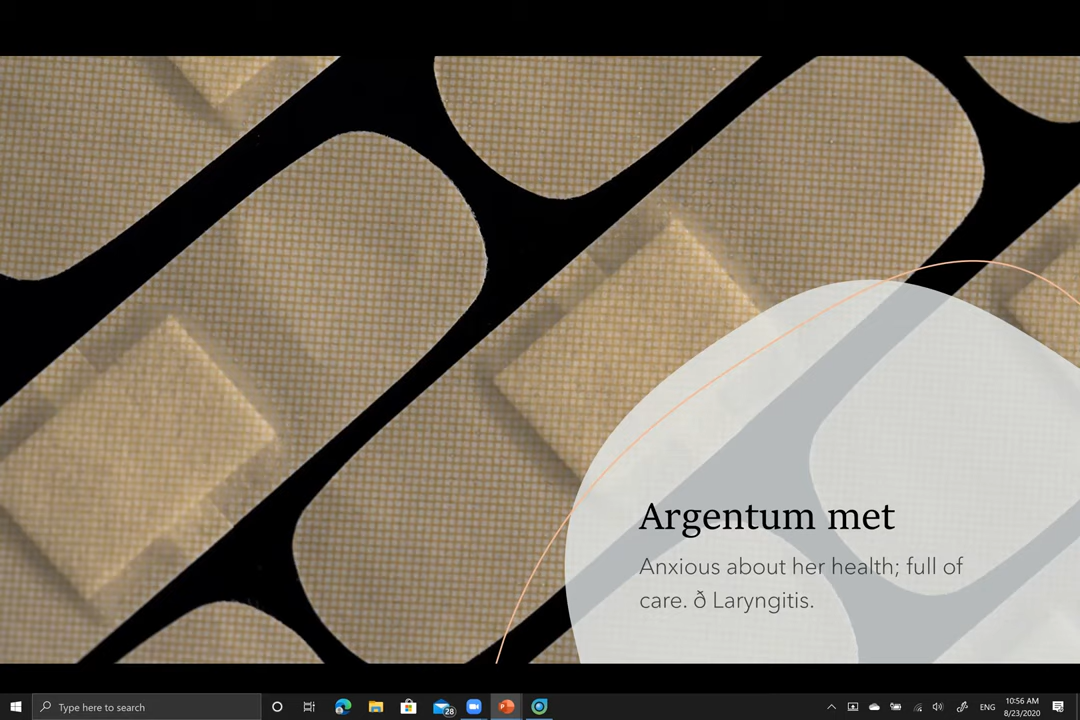 Argentum met
Anxious about her health; full of
care. ð Laryngitis.
Type here to search
28
ENG
10:56 AM
8/23/2020